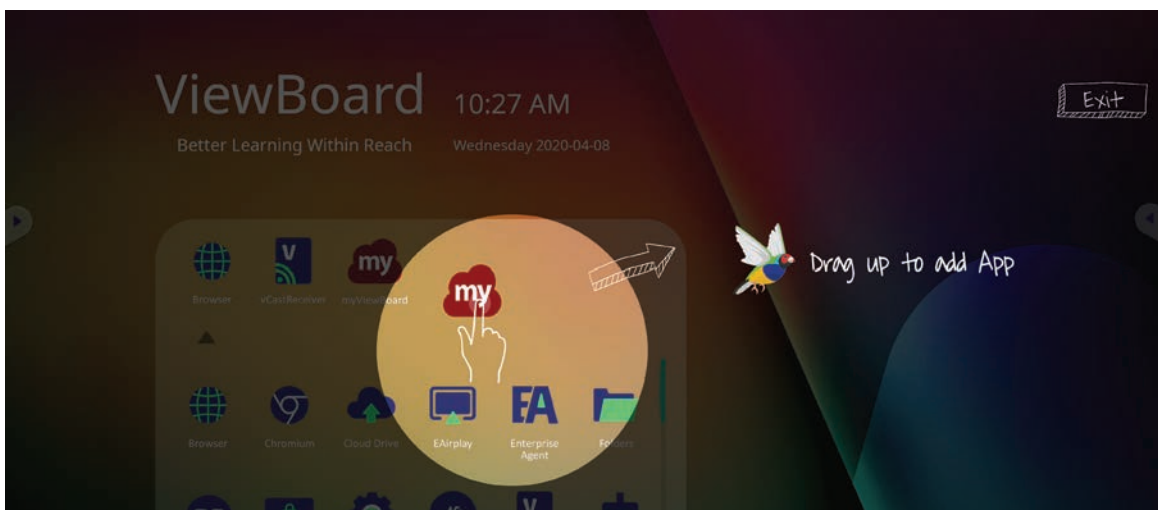 ViewBoard 10:27 AM
Better Learning Within Reach Wednesday 2020-04-08
Exit
V
my
Browser vCastReceiver myViewBoard
my
Drag up to add App
EA
Browser Chromium Cloud Drive EAirplay Enterprise Agent Folders
V